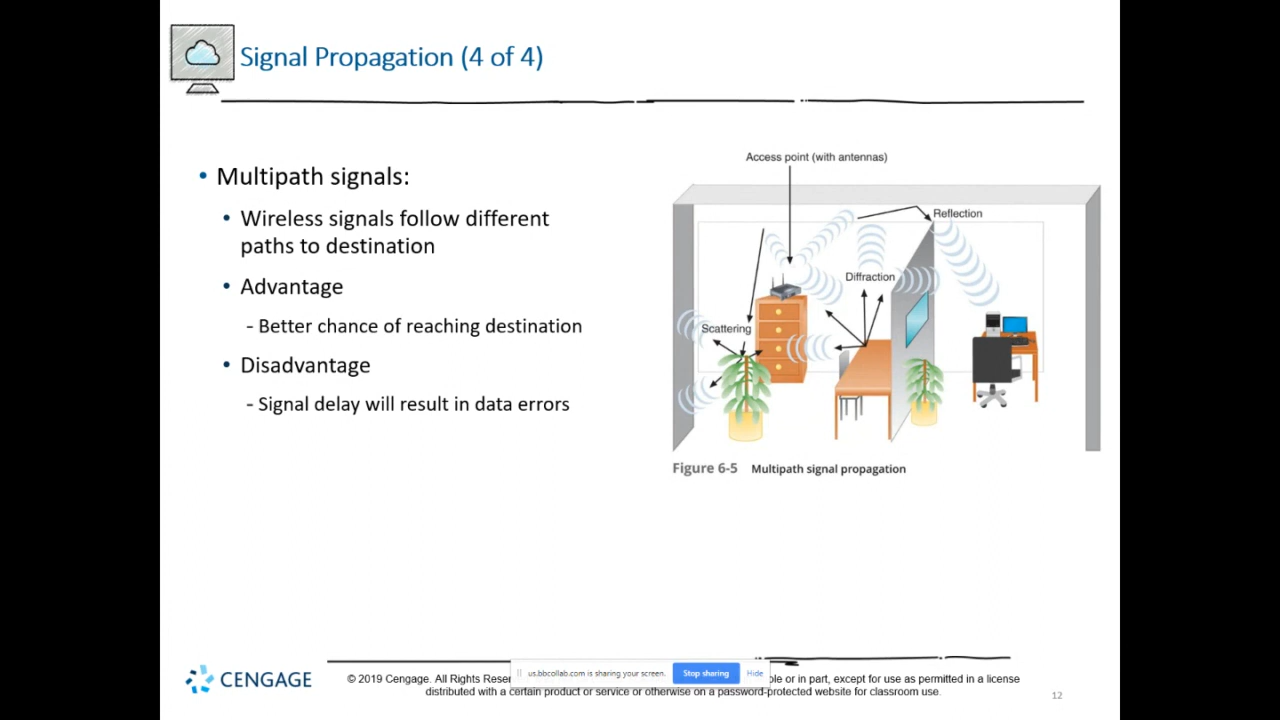 Signal Propagation (4 of 4)
• Multipath signals:
• Wireless signals follow different
paths to destination
• Advantage
- Better chance of reaching destination
• Disadvantage
- Signal delay will result in data errors
Access point (with antennas)
Reflection
Diffraction
Scattering
Figure 6-5 Multipath signal propagation
CENGAGE
© 2019 Cengage. All Rights Reser
ble or in part, except for use as permitted in a license
distributed with a certain product or service or otherwise on a password-protected website for classroom use.
us.bbcollab.com is sharing your screen.
Stop sharing
Hide
12